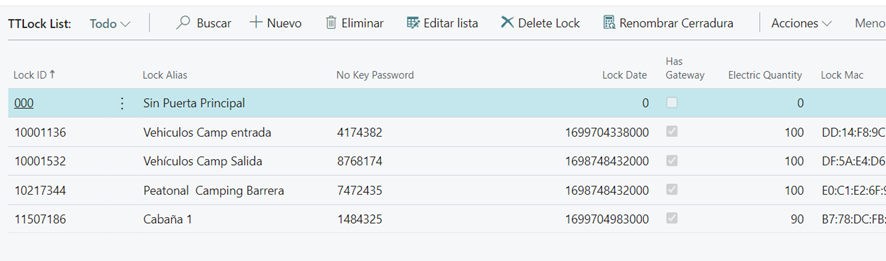 TTLock List: Todo Buscar Nuevo Eliminar Editar lista Delete Lock Renombrar Cerradura Acciones Meno
Lock ID ↑ Lock Alias No Key Password Lock Date Has Gateway Electric Quantity Lock Mac
000 Sin Puerta Principal 0 0
10001136 Vehiculos Camp entrada 4174382 1699704338000 100 DD:14:F8:9C
10001532 Vehículos Camp Salida 8768174 1698748432000 100 DF:5A:E4:D6
10217344 Peatonal Camping Barrera 7472435 1698748432000 100 E0:C1:E2:6F:9
11507186 Cabaña 1 1484325 1699704983000 90 B7:78:DC:FB: